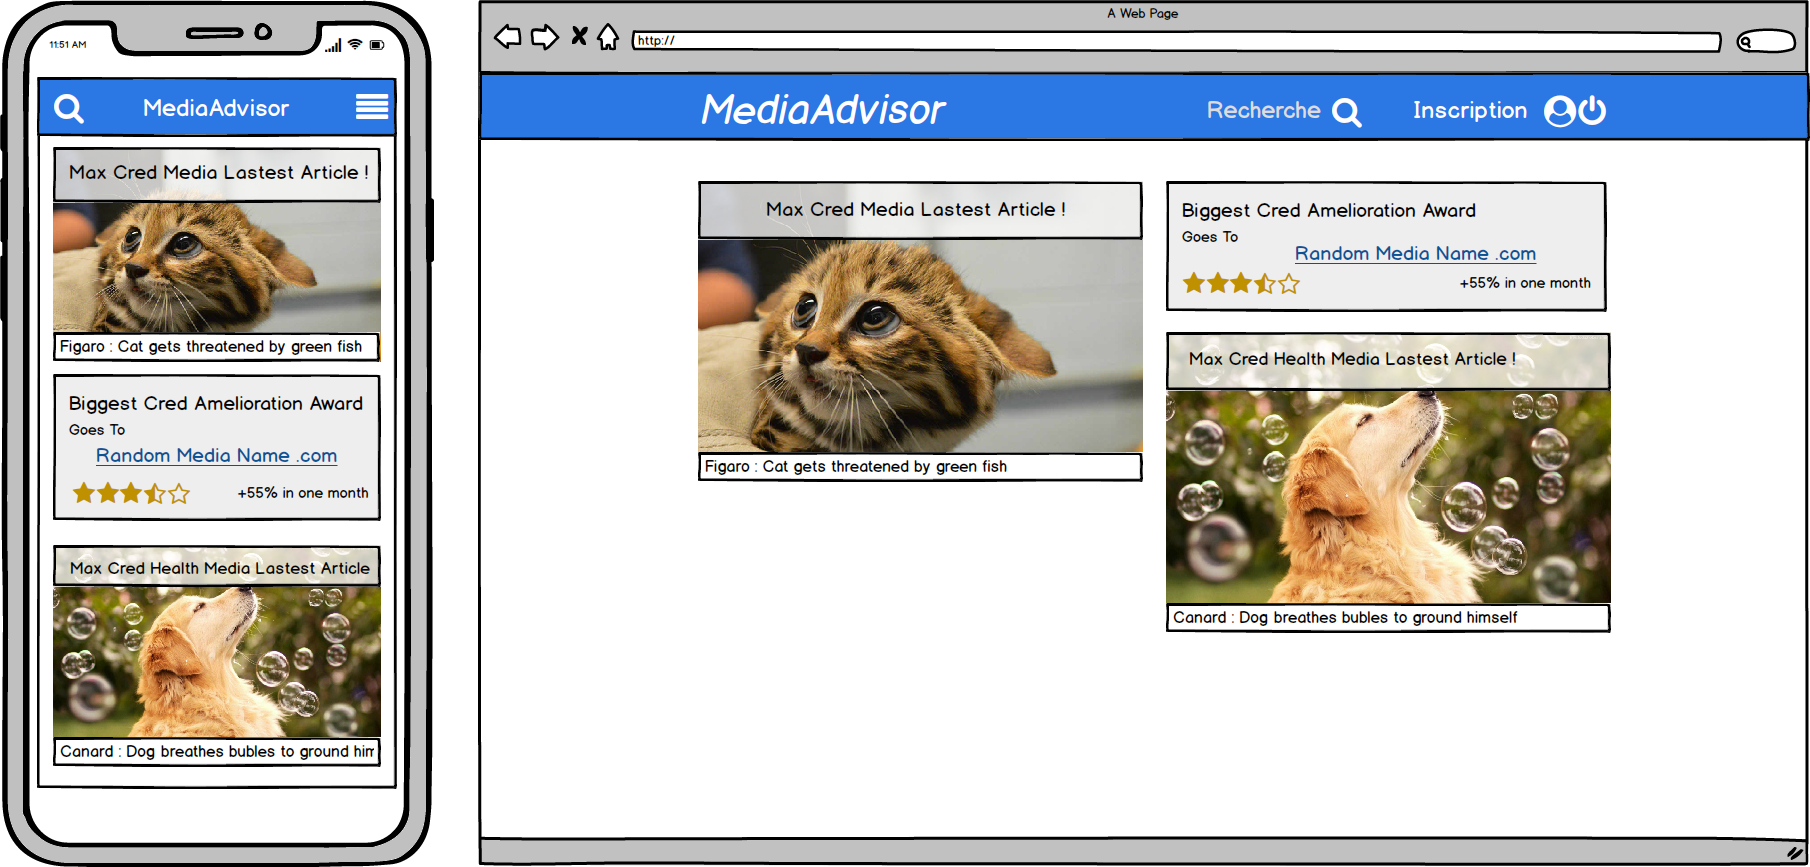 11:51 AM
MediaAdvisor
Max Cred Media Lastest Article !
Figaro : Cat gets threatened by green fish
Biggest Cred Amelioration Award
Goes To
Random Media Name .com
+55% in one month
Max Cred Health Media Lastest Article
Canard : Dog breathes bubles to ground him
A Web Page
http://
MediaAdvisor
Recherche
Inscription
Max Cred Media Lastest Article !
Figaro : Cat gets threatened by green fish
Biggest Cred Amelioration Award
Goes To
Random Media Name .com
+55% in one month
Max Cred Health Media Lastest Article !
Canard : Dog breathes bubles to ground himself